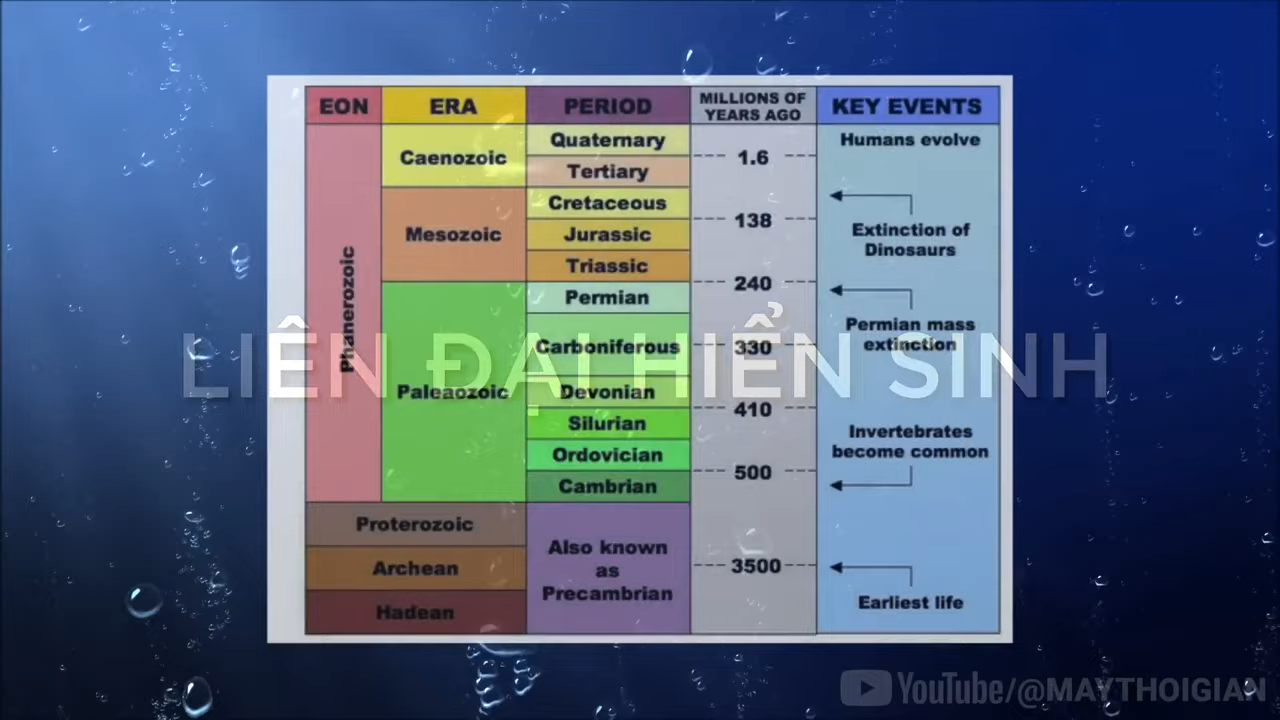 EON
ERA
PERIOD
MILLIONS OF
YEARS AGO
KEY EVENTS
Phanerozoic
Caenozoic
Quaternary
1.6
Humans evolve
Tertiary
Mesozoic
Cretaceous
138
Extinction of
Dinosaurs
Jurassic
Triassic
240
Paleaozoic
Permian
Permian mass
extinction
Carboniferous
330
LIÊN ĐẠI HIỂN SINH
Devonian
410
Silurian
Invertebrates
become common
Ordovician
500
Cambrian
Proterozoic
Archean
Hadean
Also known
as
Precambrian
3500
Earliest life
YouTube/@MAYTHOIGIAN